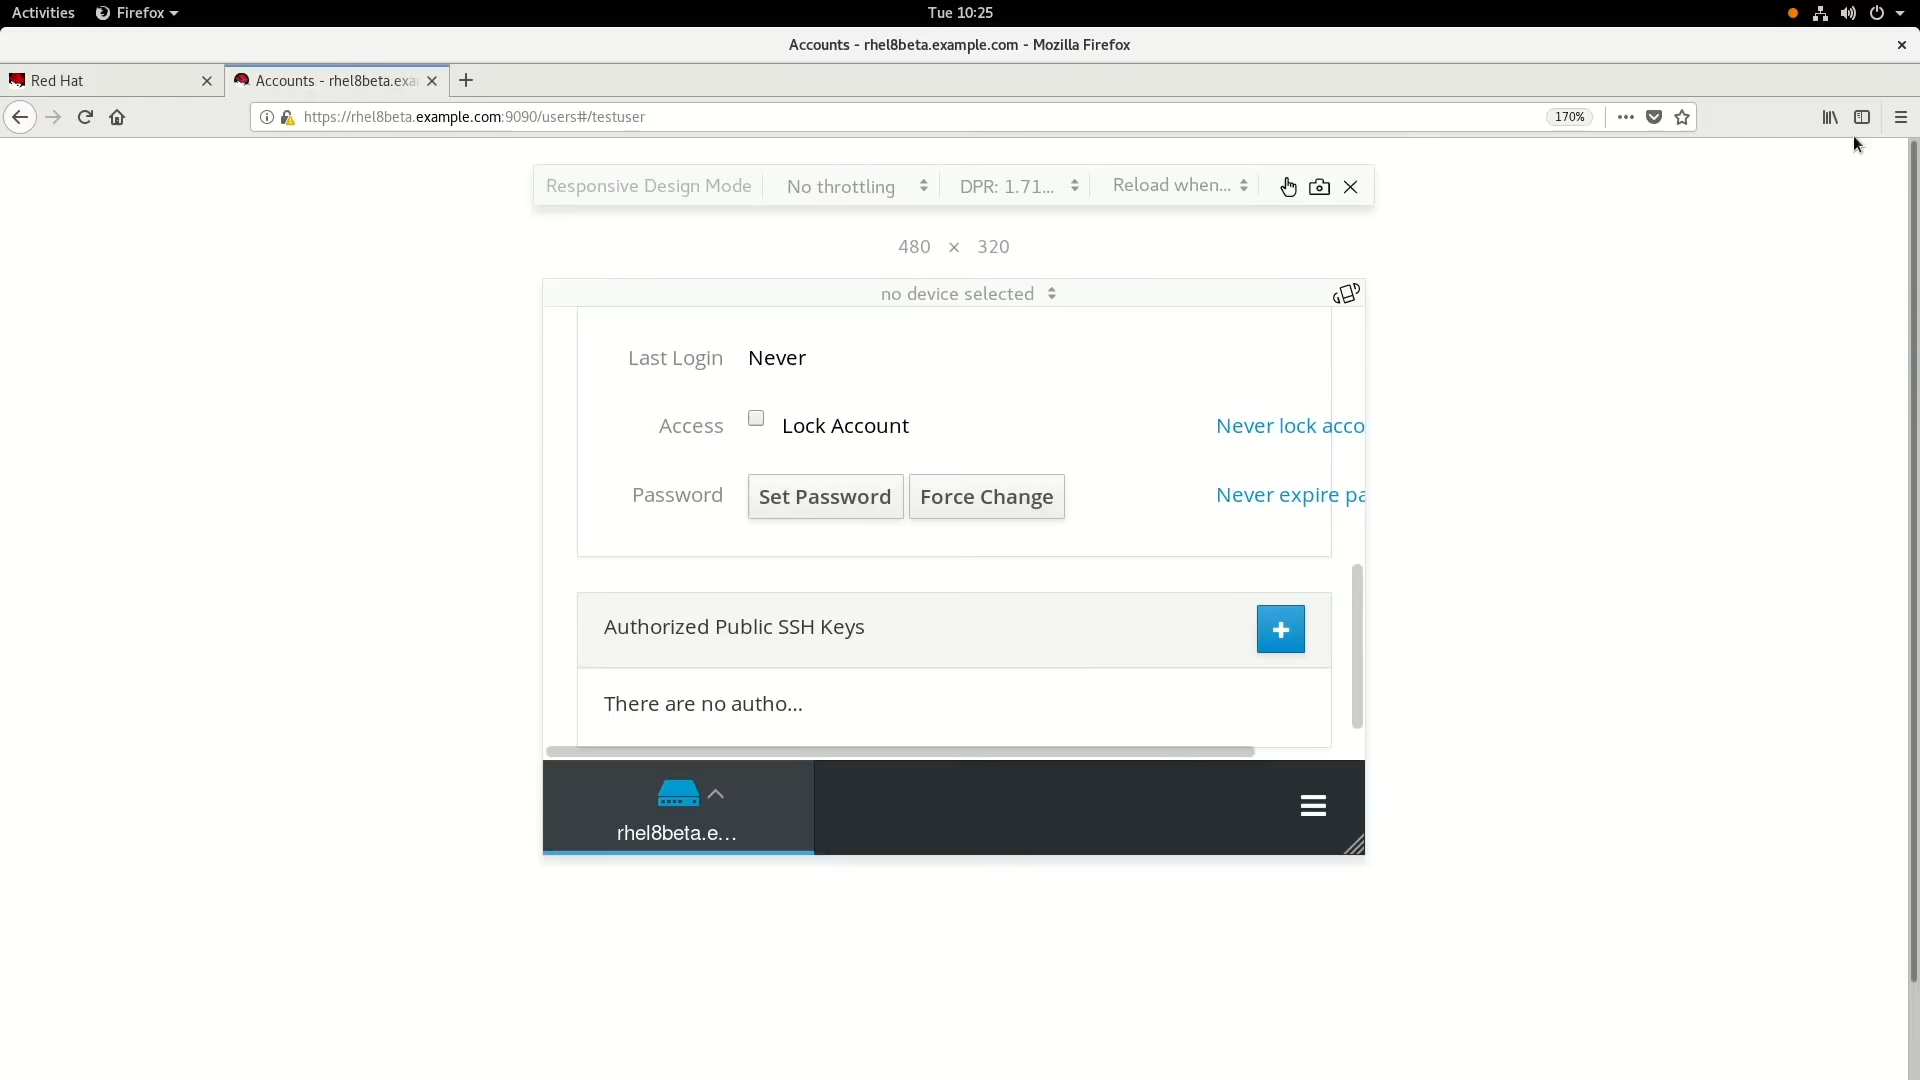 Activities Firefox Tue 10:25
Accounts - rhel8beta.example.com - Mozilla Firefox
Red Hat Accounts - rhel8beta.exa
https://rhel8beta.example.com:9090/users#/testuser 170%
Responsive Design Mode No throttling DPR: 1.71... Reload when...
480 × 320
no device selected
Last Login Never
Access Lock Account Never lock acco
Password Set Password Force Change Never expire pa
Authorized Public SSH Keys
There are no autho...
rhel8beta.e...